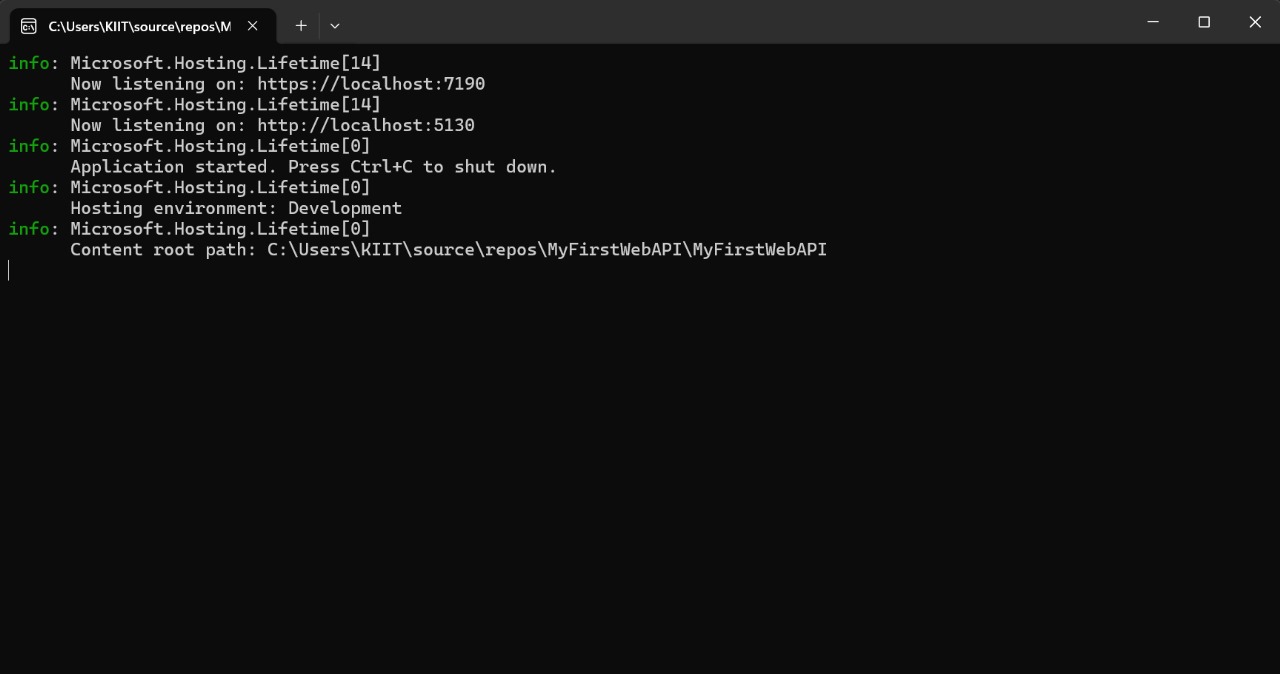 C:\Users\KIIT\source\repos\M
info: Microsoft.Hosting.Lifetime[14]
Now listening on: https://localhost:7190
info: Microsoft.Hosting.Lifetime[14]
Now listening on: http://localhost:5130
info: Microsoft.Hosting.Lifetime[0]
Application started. Press Ctrl+C to shut down.
info: Microsoft.Hosting.Lifetime[0]
Hosting environment: Development
info: Microsoft.Hosting.Lifetime[0]
Content root path: C:\Users\KIIT\source\repos\MyFirstWebAPI\MyFirstWebAPI